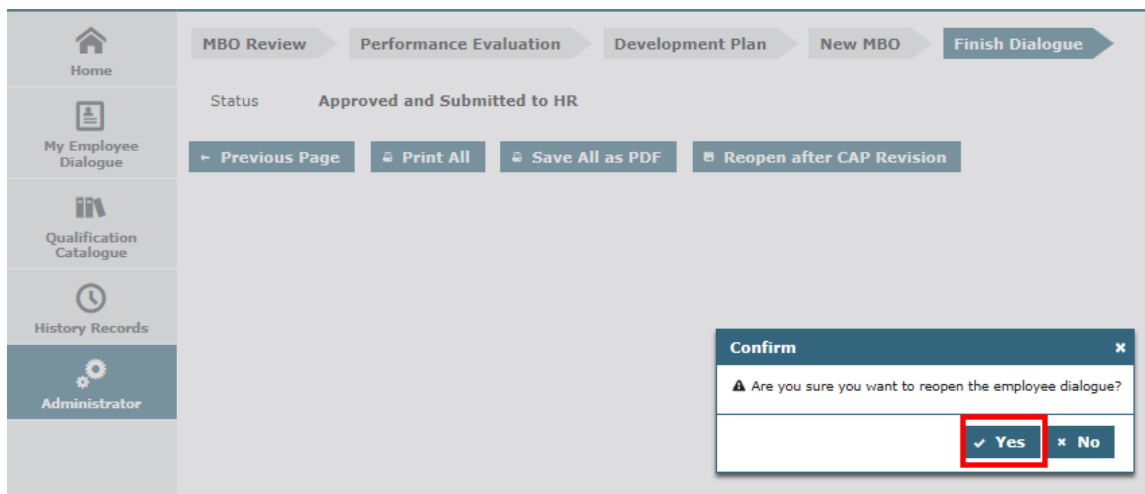 Home
My Employee
Dialogue
Qualification
Catalogue
History Records
Administrator
MBO Review Performance Evaluation Development Plan New MBO Finish Dialogue
Status Approved and Submitted to HR
Previous Page Print All Save All as PDF Reopen after CAP Revision
Confirm
Are you sure you want to reopen the employee dialogue?
Yes No